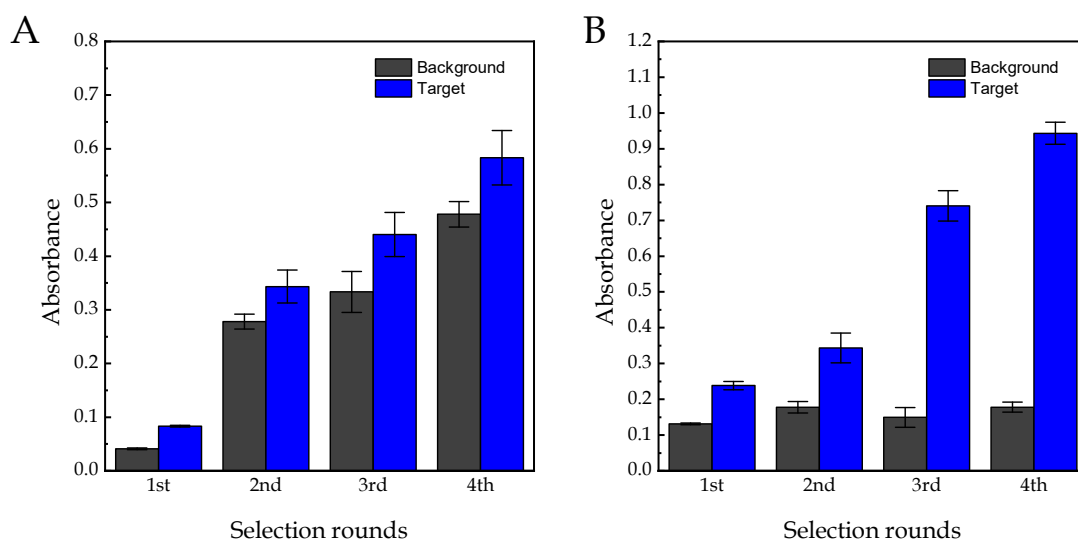 A
0.8
0.7
0.6
0.5
0.4
0.3
0.2
0.1
0.0
Absorbance
Background
Target
1st 2nd 3rd 4th
Selection rounds
B
1.2
1.1
1.0
0.9
0.8
0.7
0.6
0.5
0.4
0.3
0.2
0.1
0.0
Absorbance
Background
Target
1st 2nd 3rd 4th
Selection rounds